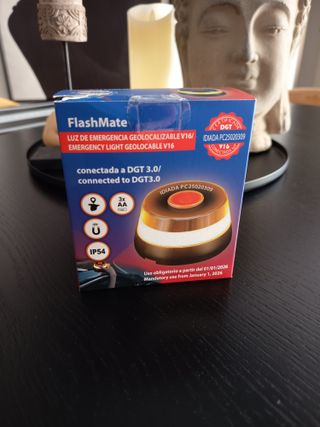 FlashMate
LUZ DE EMERGENCIA GEOLOCALIZABLE V16/
EMERGENCY LIGHT GEOLOCABLE V16
DGT
IDIADA PC25020309
V16
conectada a DGT 3.0/
connected to DGT3.0
3x
AA
IDIADA PC25020309
IP54
Uso obligatorio a partir del 01/01/2026
Mandatory use from January 1, 2026